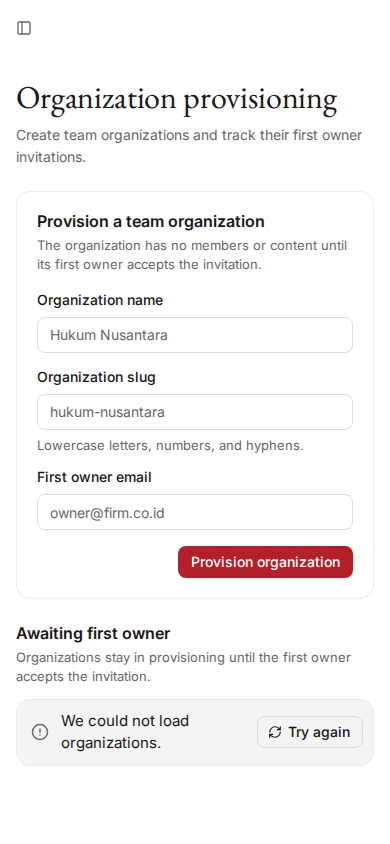 Organization provisioning
Create team organizations and track their first owner
invitations.
Provision a team organization
The organization has no members or content until
its first owner accepts the invitation.
Organization name
Hukum Nusantara
Organization slug
hukum-nusantara
Lowercase letters, numbers, and hyphens.
First owner email
owner@firm.co.id
Provision organization
Awaiting first owner
Organizations stay in provisioning until the first owner
accepts the invitation.
We could not load
organizations.
Try again